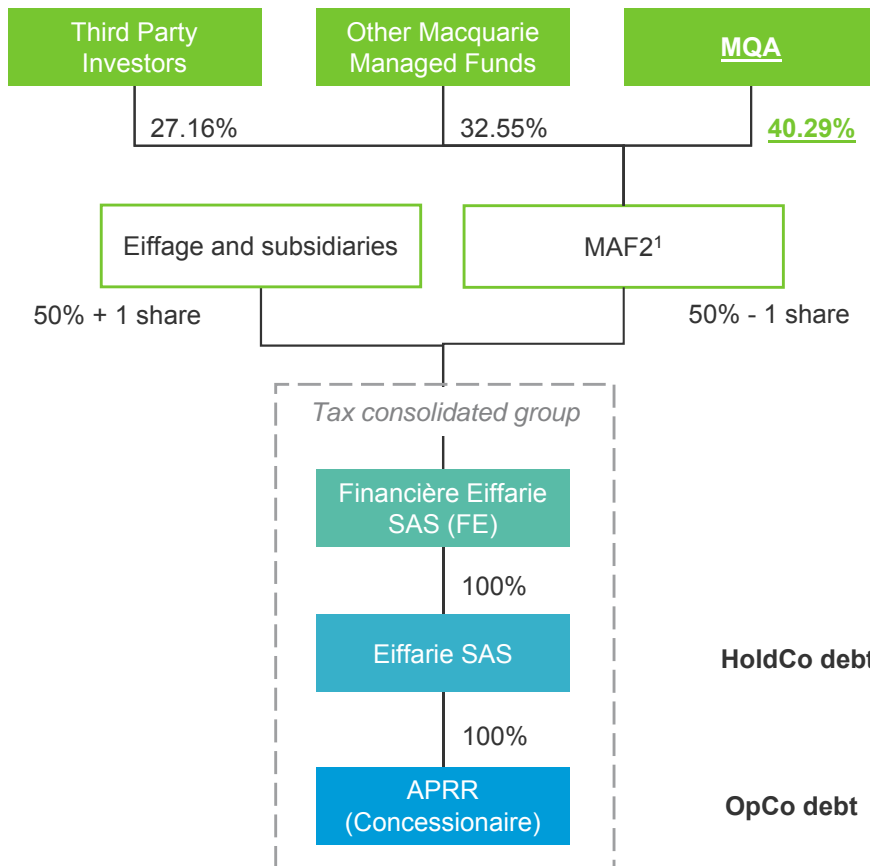 Third Party
Investors
Other Macquarie
Managed Funds
MQA
27.16%
32.55%
40.29%
Eiffage and subsidiaries
MAF2¹
50% + 1 share
50% - 1 share
Tax consolidated group
Financière Eiffarie
SAS (FE)
100%
Eiffarie SAS
HoldCo debt
100%
APRR
(Concessionaire)
OpCo debt